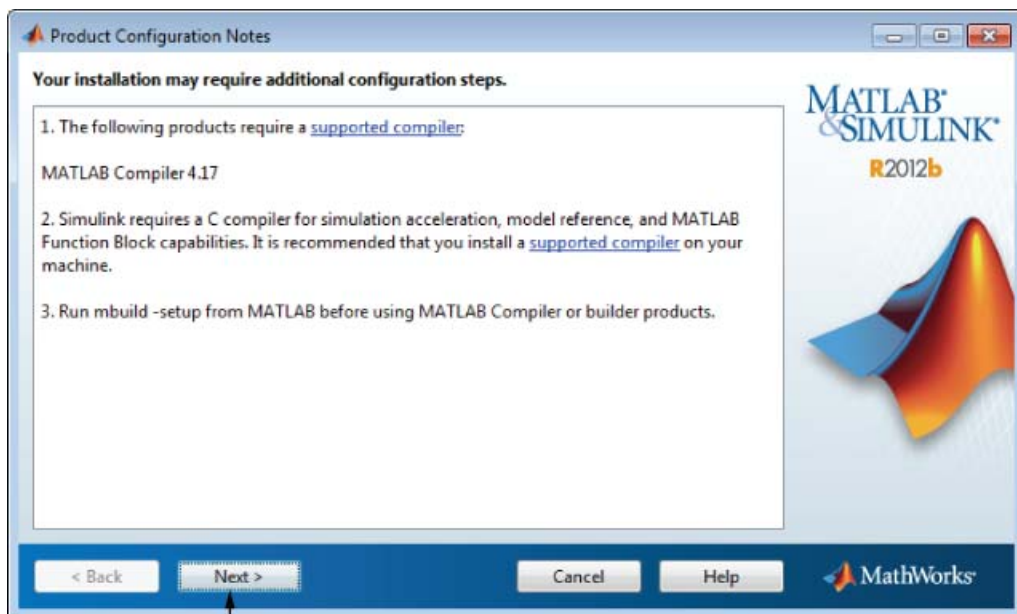 Product Configuration Notes
Your installation may require additional configuration steps.
1. The following products require a supported compiler:
MATLAB Compiler 4.17
2. Simulink requires a C compiler for simulation acceleration, model reference, and MATLAB
Function Block capabilities. It is recommended that you install a supported compiler on your
machine.
3. Run mbuild -setup from MATLAB before using MATLAB Compiler or builder products.
MATLAB®
&SIMULINK®
R2012b
< Back
Next >
Cancel
Help
MathWorks®